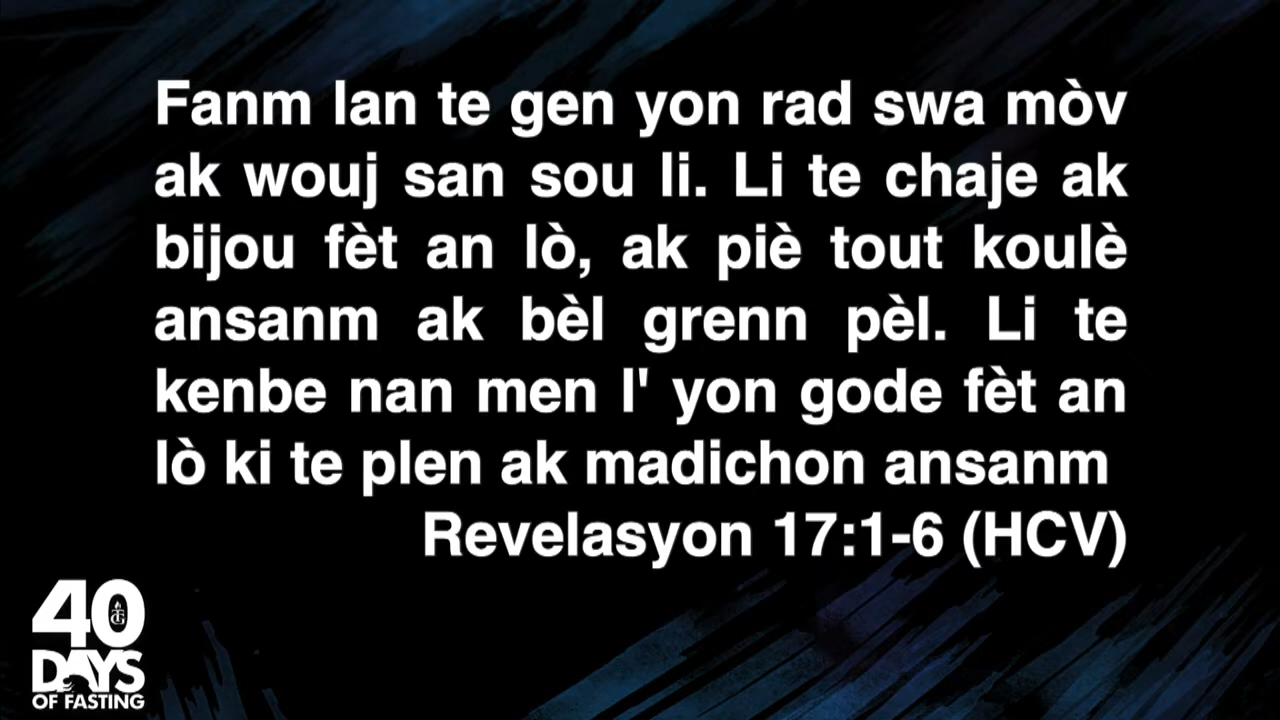 Fanm lan te gen yon rad swa mòv
ak wouj san sou li. Li te chaje ak
bijou fèt an lò, ak piè tout koulè
ansanm ak bèl grenn pèl. Li te
kenbe nan men l' yon gode fèt an
lò ki te plen ak madichon ansanm
Revelasyon 17:1-6 (HCV)
40
DAYS
OF FASTING